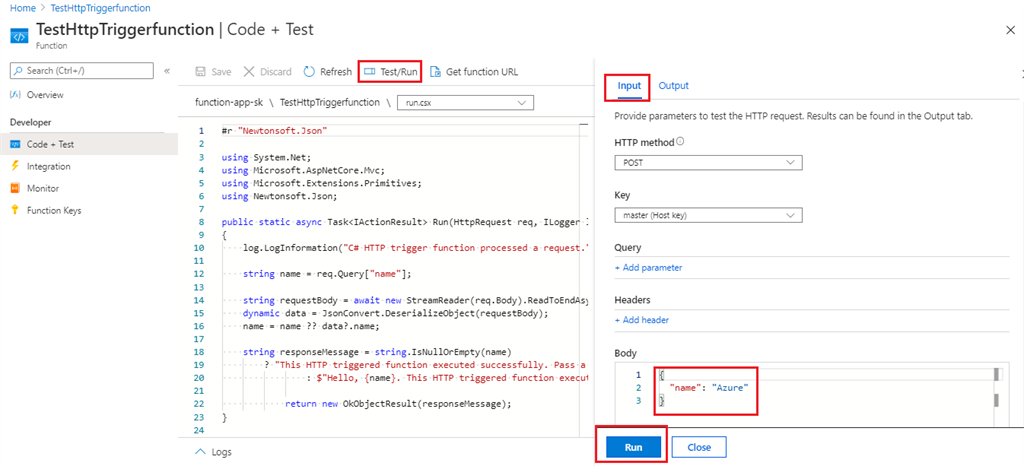 Home > TestHttpTriggerfunction
TestHttpTriggerfunction | Code + Test
Function
Search (Ctrl+/)
«
Overview
Developer
Code + Test
Integration
Monitor
Function Keys
Save Discard Refresh Test/Run Get function URL
function-app-sk \ TestHttpTriggerfunction \ run.csx
1 #r "Newtonsoft.Json"
2
3 using System.Net;
4 using Microsoft.AspNetCore.Mvc;
5 using Microsoft.Extensions.Primitives;
6 using Newtonsoft.Json;
7
8 public static async Task<IActionResult> Run(HttpRequest req, ILogger
9 {
10 log.LogInformation("C# HTTP trigger function processed a request.
11
12 string name = req.Query["name"];
13
14 string requestBody = await new StreamReader(req.Body).ReadToEndAsy
15 dynamic data = JsonConvert.DeserializeObject(requestBody);
16 name = name ?? data?.name;
17
18 string responseMessage = string.IsNullOrEmpty(name)
19 ? "This HTTP triggered function executed successfully. Pass a
20 : $"Hello, {name}. This HTTP triggered function execut
21
22 return new OkObjectResult(responseMessage);
23 }
24
Logs
Input Output
Provide parameters to test the HTTP request. Results can be found in the Output tab.
HTTP method
POST
Key
master (Host key)
Query
+ Add parameter
Headers
+ Add header
Body
1 {
2 "name": "Azure"
3 }
Run Close